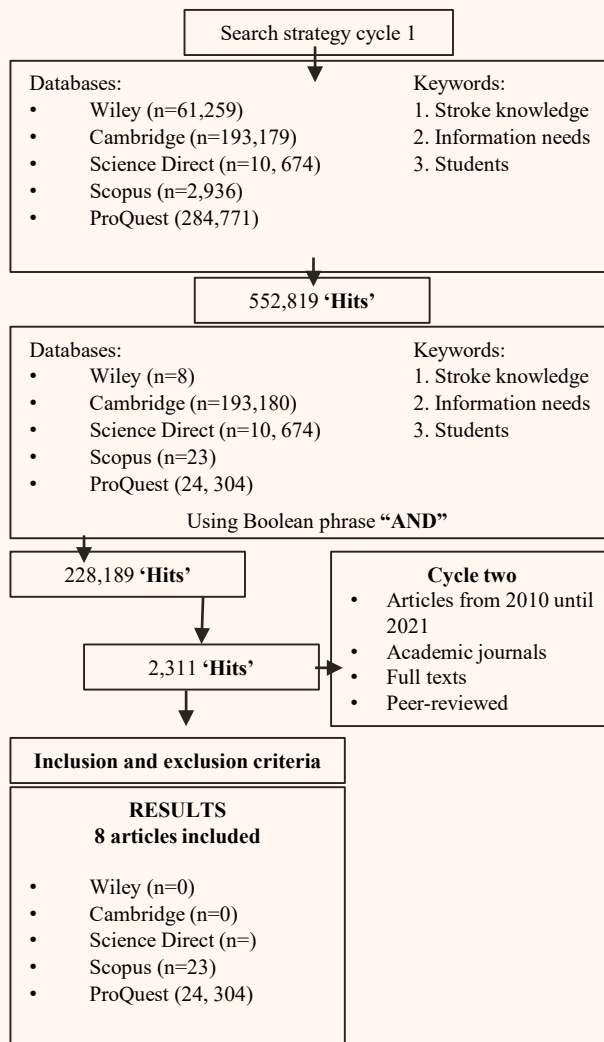 Search strategy cycle 1
Databases:
• Wiley (n=61,259)
• Cambridge (n=193,179)
• Science Direct (n=10, 674)
• Scopus (n=2,936)
• ProQuest (284,771)
Keywords:
1. Stroke knowledge
2. Information needs
3. Students
552,819 ‘Hits’
Databases:
• Wiley (n=8)
• Cambridge (n=193,180)
• Science Direct (n=10, 674)
• Scopus (n=23)
• ProQuest (24, 304)
Keywords:
1. Stroke knowledge
2. Information needs
3. Students
Using Boolean phrase “AND”
228,189 ‘Hits’
Cycle two
• Articles from 2010 until
2021
• Academic journals
• Full texts
• Peer-reviewed
2,311 ‘Hits’
Inclusion and exclusion criteria
RESULTS
8 articles included
• Wiley (n=0)
• Cambridge (n=0)
• Science Direct (n=)
• Scopus (n=23)
• ProQuest (24, 304)